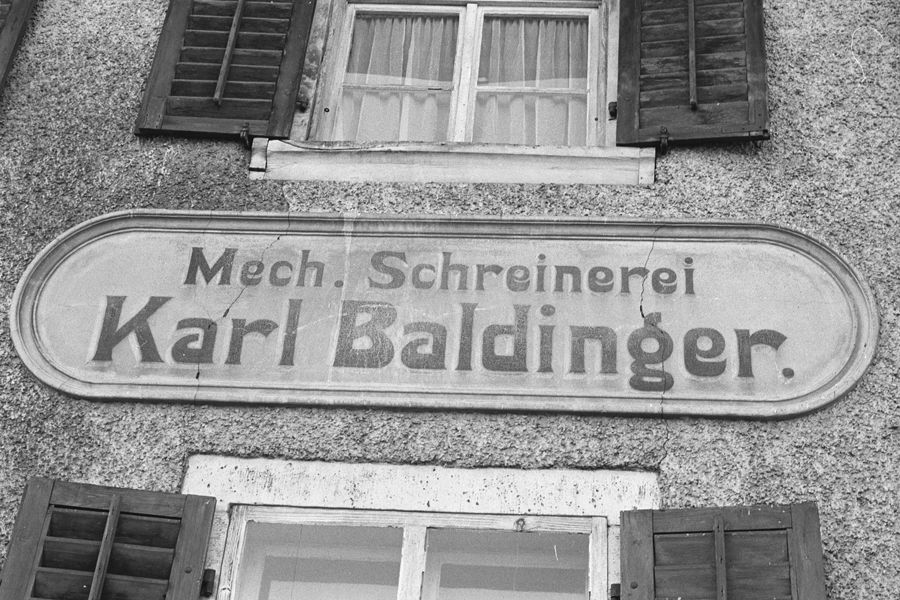 Mech. Schreinerei
Karl Baldinger.